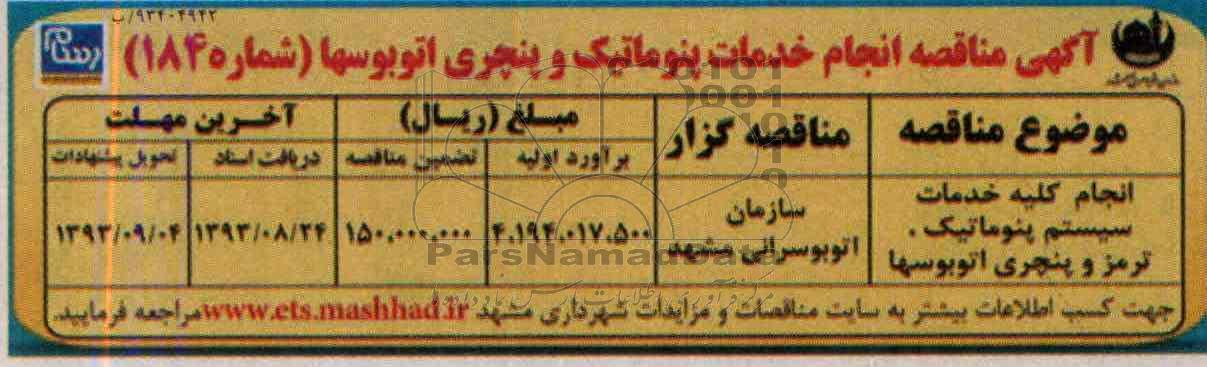 ۹۳۴۰۴۹۴۲/ب
آگهی مناقصه انجام خدمات پنوماتیک و پنچری اتوبوسها (شماره ۱۸۴)
رسنام
موضوع مناقصه
مناقصه گزار
مبلغ (ریال)
آخرین مهلت
برآورد اولیه
تضمین مناقصه
دریافت اسناد
تحویل پیشنهادات
انجام کلیه خدمات
سیستم پنوماتیک ،
ترمز و پنچری اتوبوسها
سازمان
اتوبوسرانی مشهد
۴،۱۹۴،۰۱۷،۵۰۰
۱۵۰،۰۰۰،۰۰۰
۱۳۹۳/۰۸/۲۴
۱۳۹۳/۰۹/۰۴
ParsNamadData
جهت کسب اطلاعات بیشتر به سایت مناقصات و مزایدات شهرداری مشهد www.ets.mashhad.ir مراجعه فرمایید.